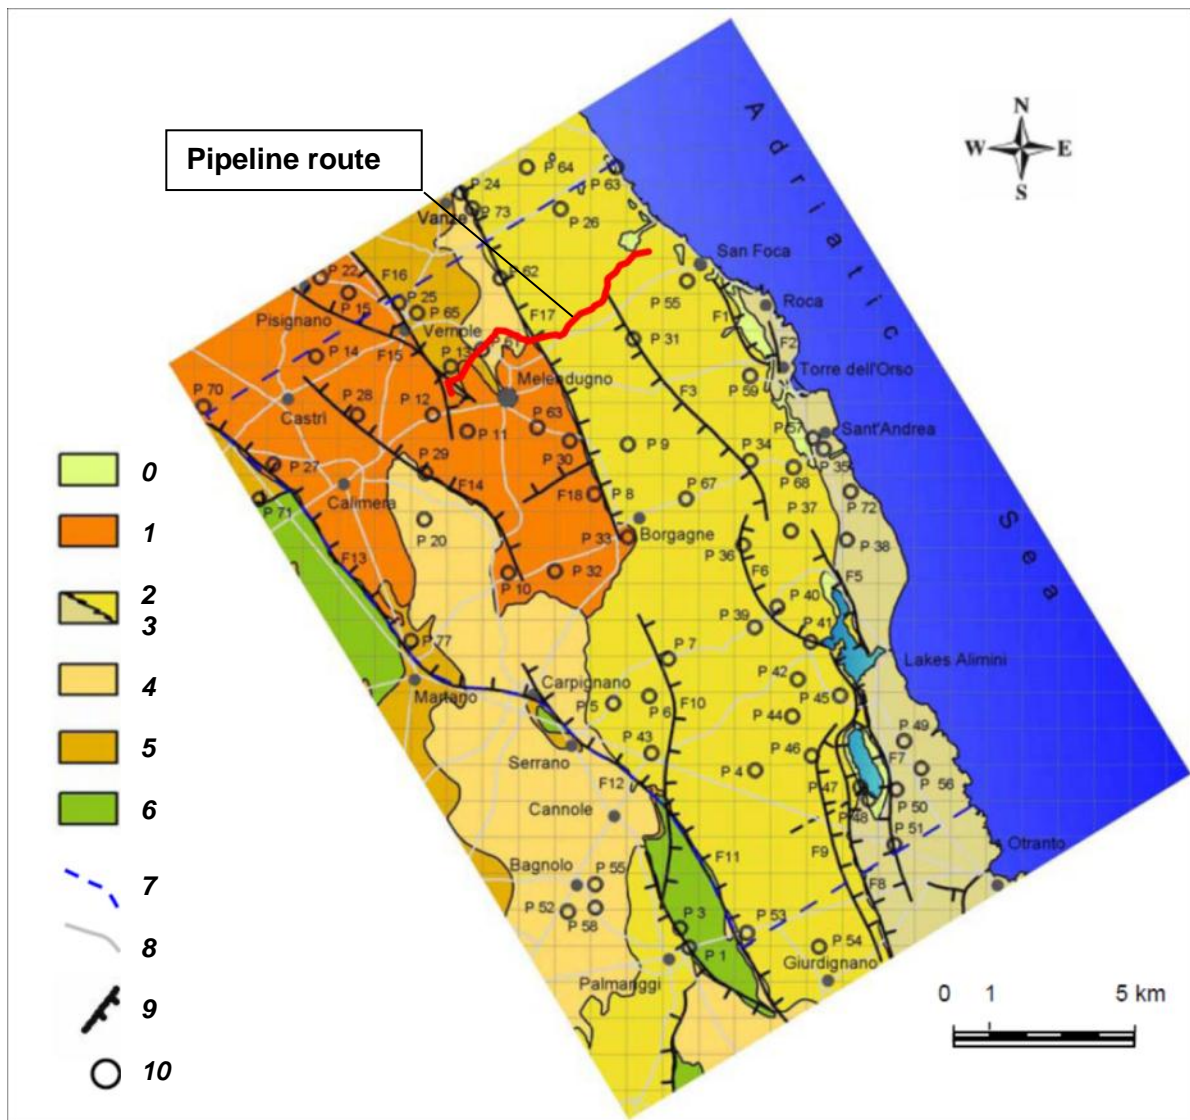 Pipeline route
Adriatic Sea
N
W
E
S
P 64
P 63
P 24
Vanze
P 73
P 26
San Foca
P 22
F16
P 62
P 15
P 25
P 55
Roca
Pisignano
P 65
F17
F1
Vernole
P 31
F2
P 14
F15
P 13
P 61
Melendugno
F3
Torre dell'Orso
P 70
Castrì
P 28
P 12
P 59
P 63
P 11
P 57
Sant'Andrea
P 29
P 30
P 9
P 34
P 35
P 27
F14
P 68
P 67
Calimera
F18
P 8
P 72
P 71
P 37
P 20
Borgagne
P 33
P 36
P 38
F13
P 10
P 32
F6
F5
P 40
P 39
P 41
P 77
P 7
Lakes Alimini
Martano
Carpignano
P 42
P 5
P 6
F10
P 45
P 44
P 43
P 49
Serrano
P 46
F7
F12
P 4
P 56
P 47
Cannole
P 50
P 48
P 51
Otranto
F11
F9
Bagnolo
P 55
F8
P 52
P 58
P 3
P 53
P 1
P 54
Palmanggi
Giurdignano
0
1
2
3
4
5
6
7
8
9
10
0 1 5 km